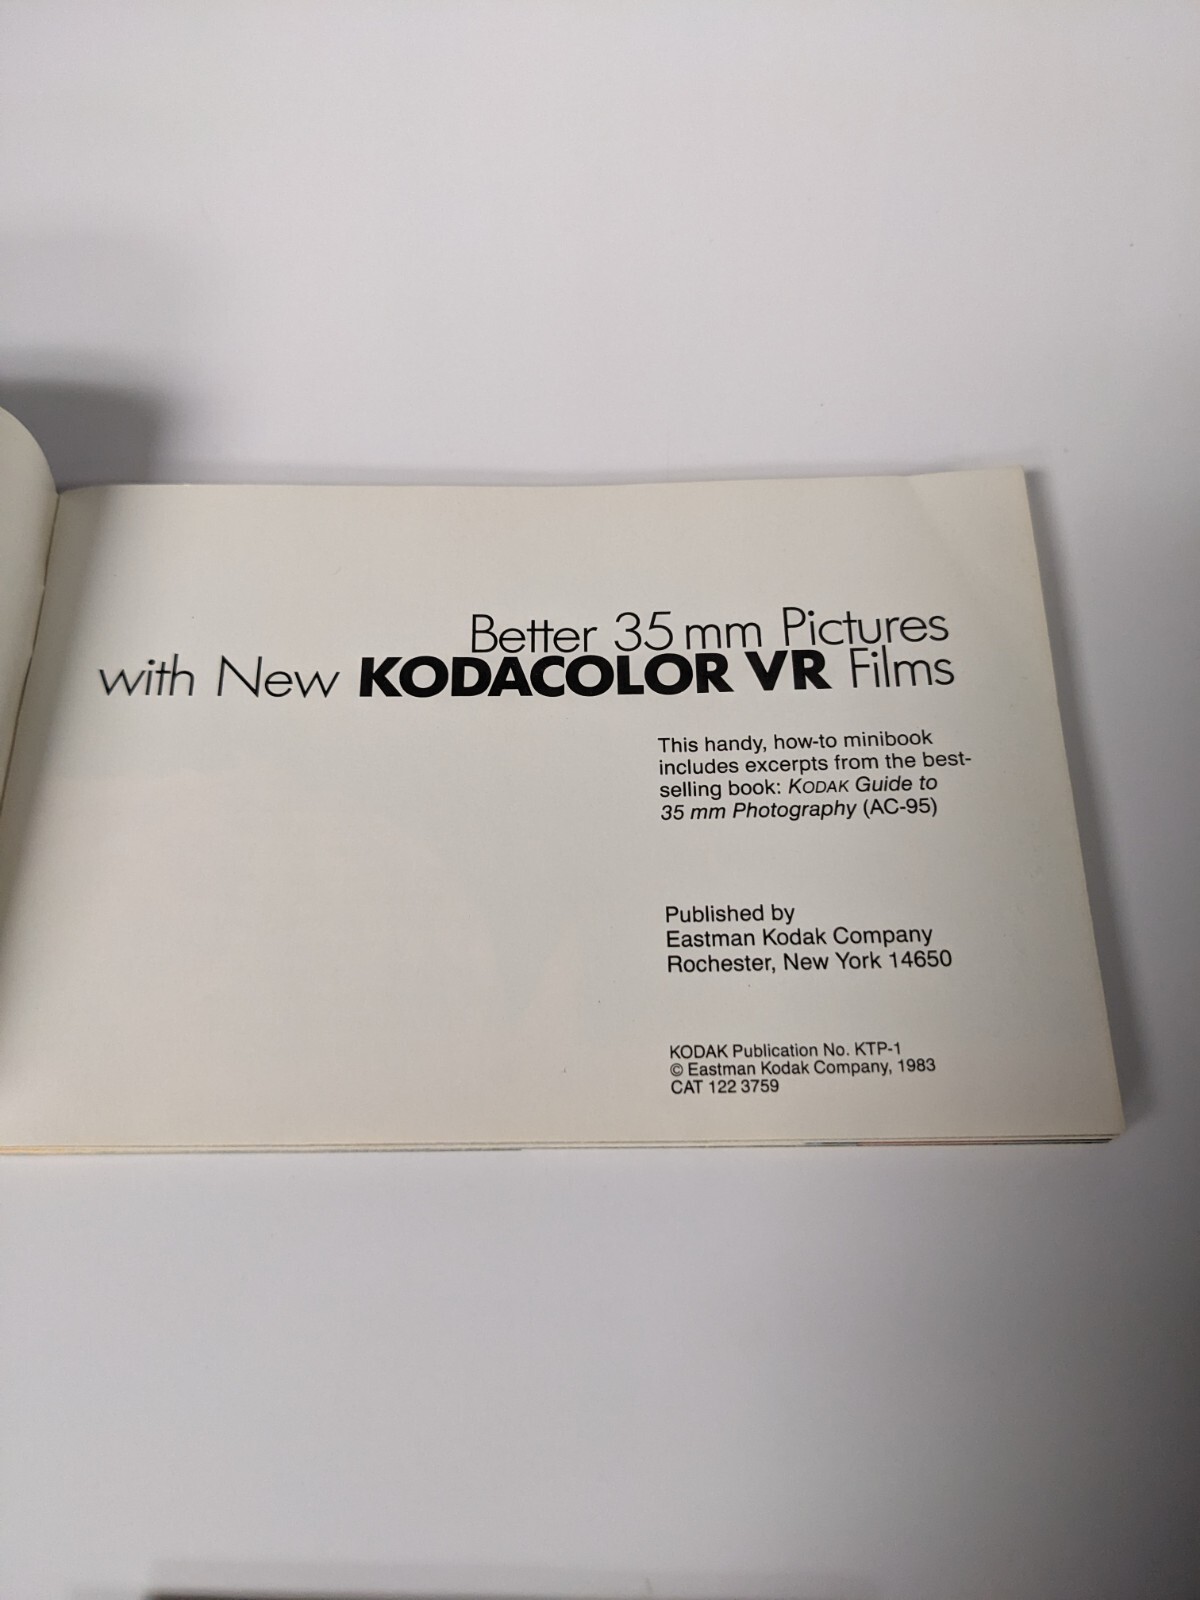 Better 35 mm Pictures
with New KODACOLOR VR Films
This handy, how-to minibook
includes excerpts from the best-
selling book: KODAK Guide to
35 mm Photography (AC-95)
Published by
Eastman Kodak Company
Rochester, New York 14650
KODAK Publication No. KTP-1
© Eastman Kodak Company, 1983
CAT 122 3759